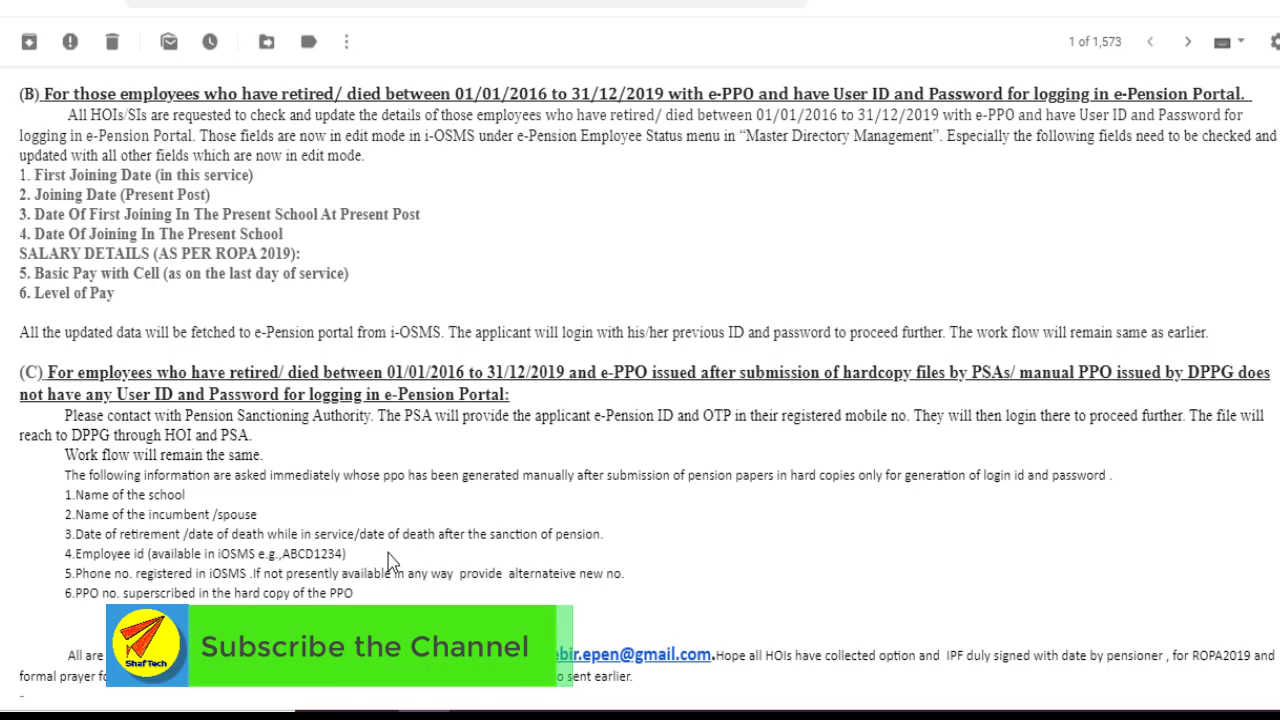 1 of 1,573
(B) For those employees who have retired/ died between 01/01/2016 to 31/12/2019 with e-PPO and have User ID and Password for logging in e-Pension Portal.
All HOIs/SIs are requested to check and update the details of those employees who have retired/ died between 01/01/2016 to 31/12/2019 with e-PPO and have User ID and Password for
logging in e-Pension Portal. Those fields are now in edit mode in i-OSMS under e-Pension Employee Status menu in “Master Directory Management”. Especially the following fields need to be checked and
updated with all other fields which are now in edit mode.
1. First Joining Date (in this service)
2. Joining Date (Present Post)
3. Date Of First Joining In The Present School At Present Post
4. Date Of Joining In The Present School
SALARY DETAILS (AS PER ROPA 2019):
5. Basic Pay with Cell (as on the last day of service)
6. Level of Pay
All the updated data will be fetched to e-Pension portal from i-OSMS. The applicant will login with his/her previous ID and password to proceed further. The work flow will remain same as earlier.
(C) For employees who have retired/ died between 01/01/2016 to 31/12/2019 and e-PPO issued after submission of hardcopy files by PSAs/ manual PPO issued by DPPG does
not have any User ID and Password for logging in e-Pension Portal:
Please contact with Pension Sanctioning Authority. The PSA will provide the applicant e-Pension ID and OTP in their registered mobile no. They will then login there to proceed further. The file will
reach to DPPG through HOI and PSA.
Work flow will remain the same.
The following information are asked immediately whose ppo has been generated manually after submission of pension papers in hard copies only for generation of login id and password .
1.Name of the school
2.Name of the incumbent /spouse
3.Date of retirement /date of death while in service/date of death after the sanction of pension.
4.Employee id (available in iOSMS e.g.,ABCD1234)
5.Phone no. registered in iOSMS .If not presently available in any way provide alternateive new no.
6.PPO no. superscribed in the hard copy of the PPO
ShafTech
Subscribe the Channel
All are bir.epen@gmail.com.Hope all HOIs have collected option and IPF duly signed with date by pensioner , for ROPA2019 and
formal prayer sent earlier.